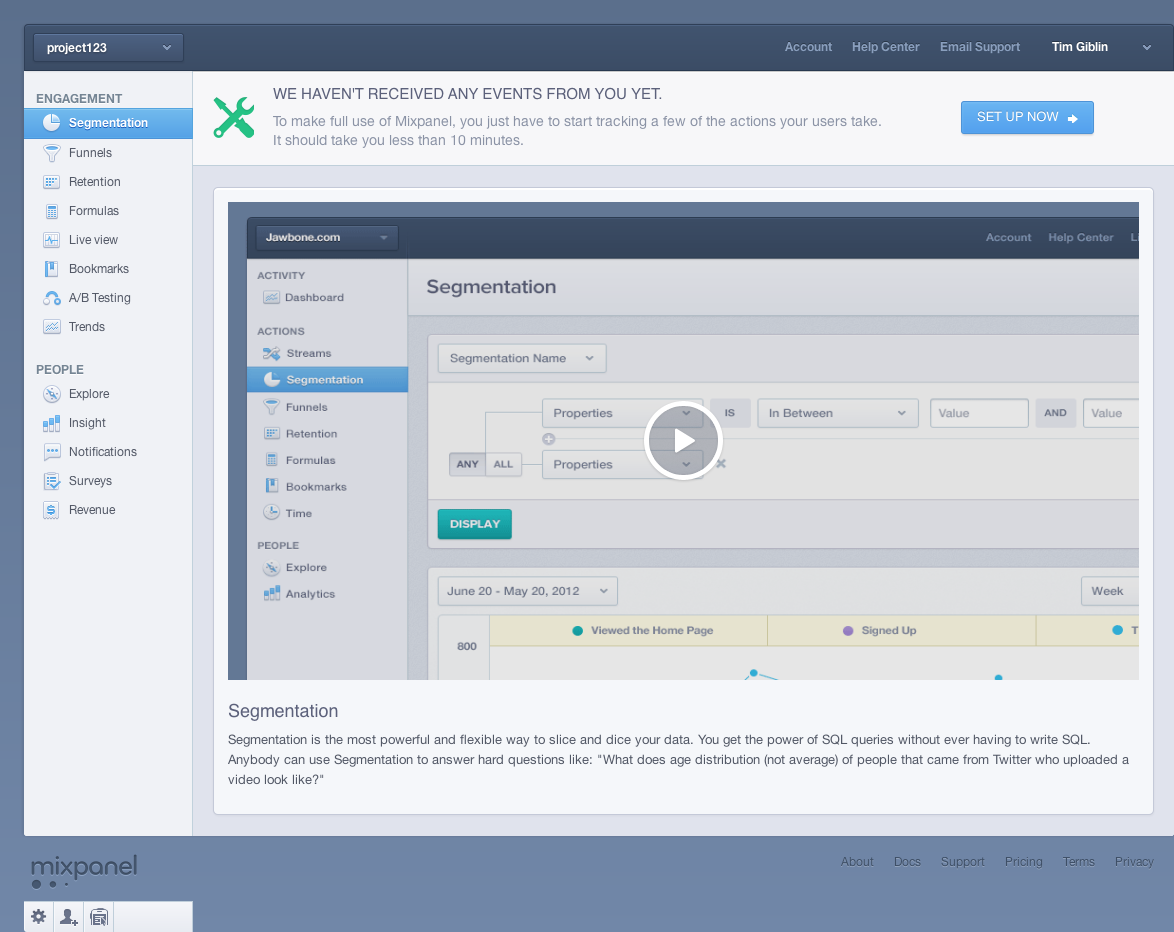 project123
Account Help Center Email Support Tim Giblin
ENGAGEMENT
Segmentation
Funnels
Retention
Formulas
Live view
Bookmarks
A/B Testing
Trends
PEOPLE
Explore
Insight
Notifications
Surveys
Revenue
WE HAVEN'T RECEIVED ANY EVENTS FROM YOU YET.
To make full use of Mixpanel, you just have to start tracking a few of the actions your users take.
It should take you less than 10 minutes.
SET UP NOW
Jawbone.com
Account Help Center
ACTIVITY
Dashboard
ACTIONS
Streams
Segmentation
Funnels
Retention
Formulas
Bookmarks
Time
PEOPLE
Explore
Analytics
Segmentation
Segmentation Name
Properties IS In Between Value AND Value
ANY ALL Properties
DISPLAY
June 20 - May 20, 2012 Week
Viewed the Home Page Signed Up T
800
Segmentation
Segmentation is the most powerful and flexible way to slice and dice your data. You get the power of SQL queries without ever having to write SQL.
Anybody can use Segmentation to answer hard questions like: "What does age distribution (not average) of people that came from Twitter who uploaded a
video look like?"
mixpanel
About Docs Support Pricing Terms Privacy